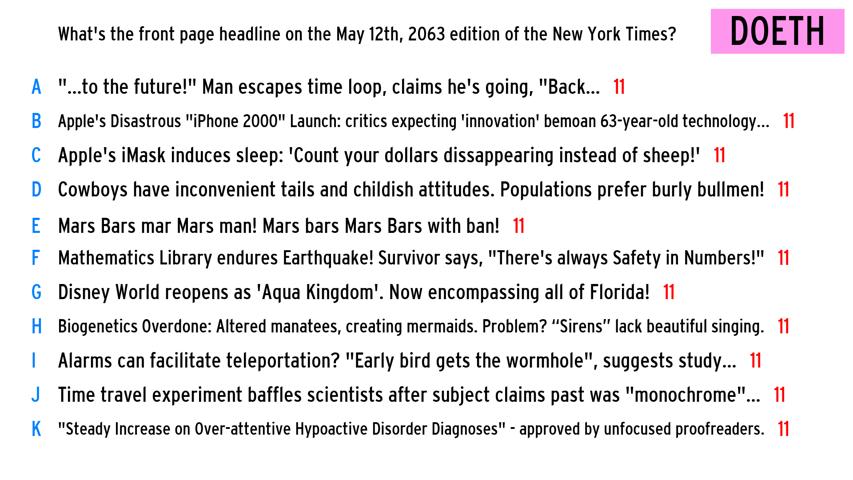 What's the front page headline on the May 12th, 2063 edition of the New York Times?
DOETH
A "...to the future!" Man escapes time loop, claims he's going, "Back... 11
B Apple's Disastrous "iPhone 2000" Launch: critics expecting 'innovation' bemoan 63-year-old technology... 11
C Apple's iMask induces sleep: 'Count your dollars dissappearing instead of sheep!' 11
D Cowboys have inconvenient tails and childish attitudes. Populations prefer burly bullmen! 11
E Mars Bars mar Mars man! Mars bars Mars Bars with ban! 11
F Mathematics Library endures Earthquake! Survivor says, "There's always Safety in Numbers!" 11
G Disney World reopens as 'Aqua Kingdom'. Now encompassing all of Florida! 11
H Biogenetics Overdone: Altered manatees, creating mermaids. Problem? “Sirens” lack beautiful singing. 11
I Alarms can facilitate teleportation? "Early bird gets the wormhole", suggests study... 11
J Time travel experiment baffles scientists after subject claims past was "monochrome"... 11
K "Steady Increase on Over-attentive Hypoactive Disorder Diagnoses" - approved by unfocused proofreaders. 11